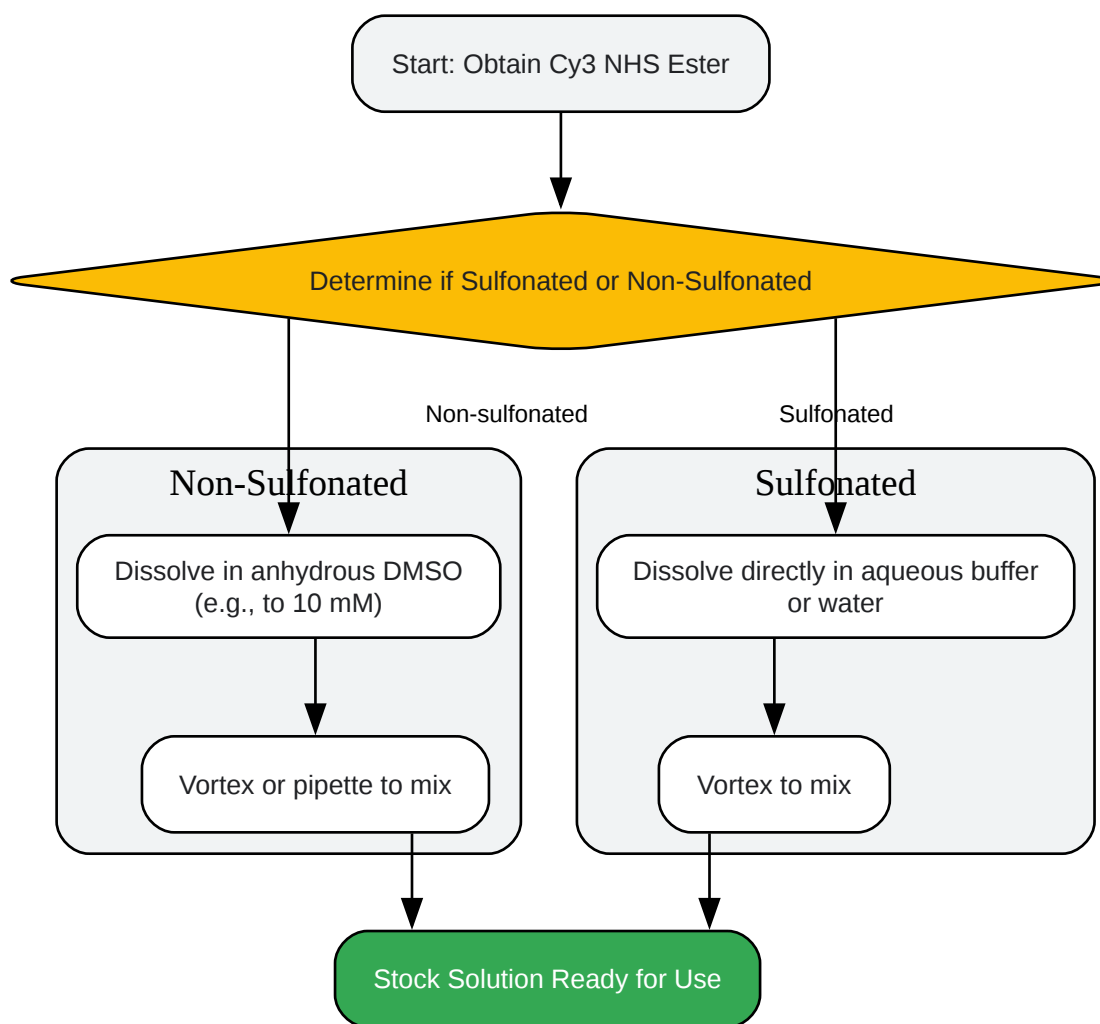 Start: Obtain Cy3 NHS Ester
Determine if Sulfonated or Non-Sulfonated
Non-sulfonated
Sulfonated
Non-Sulfonated
Dissolve in anhydrous DMSO
(e.g., to 10 mM)
Vortex or pipette to mix
Sulfonated
Dissolve directly in aqueous buffer
or water
Vortex to mix
Stock Solution Ready for Use